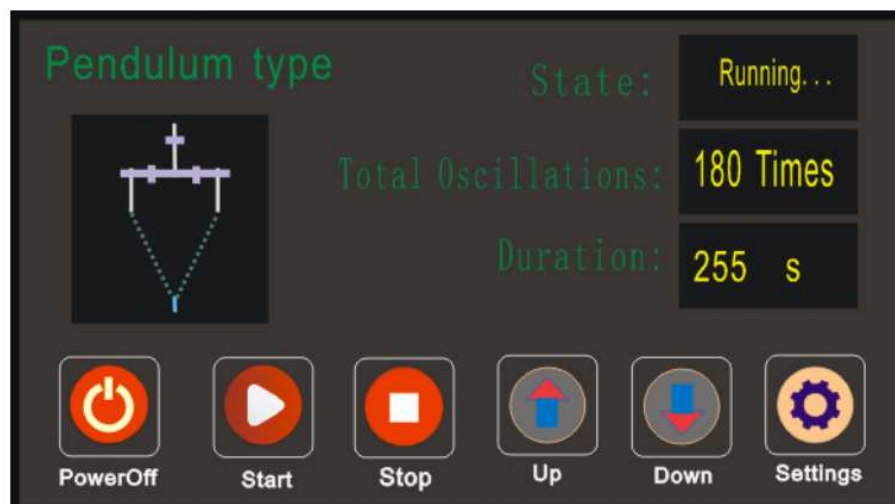 Pendulum type
State: Running...
Total Oscillations: 180 Times
Duration: 255 s
PowerOff Start Stop Up Down Settings